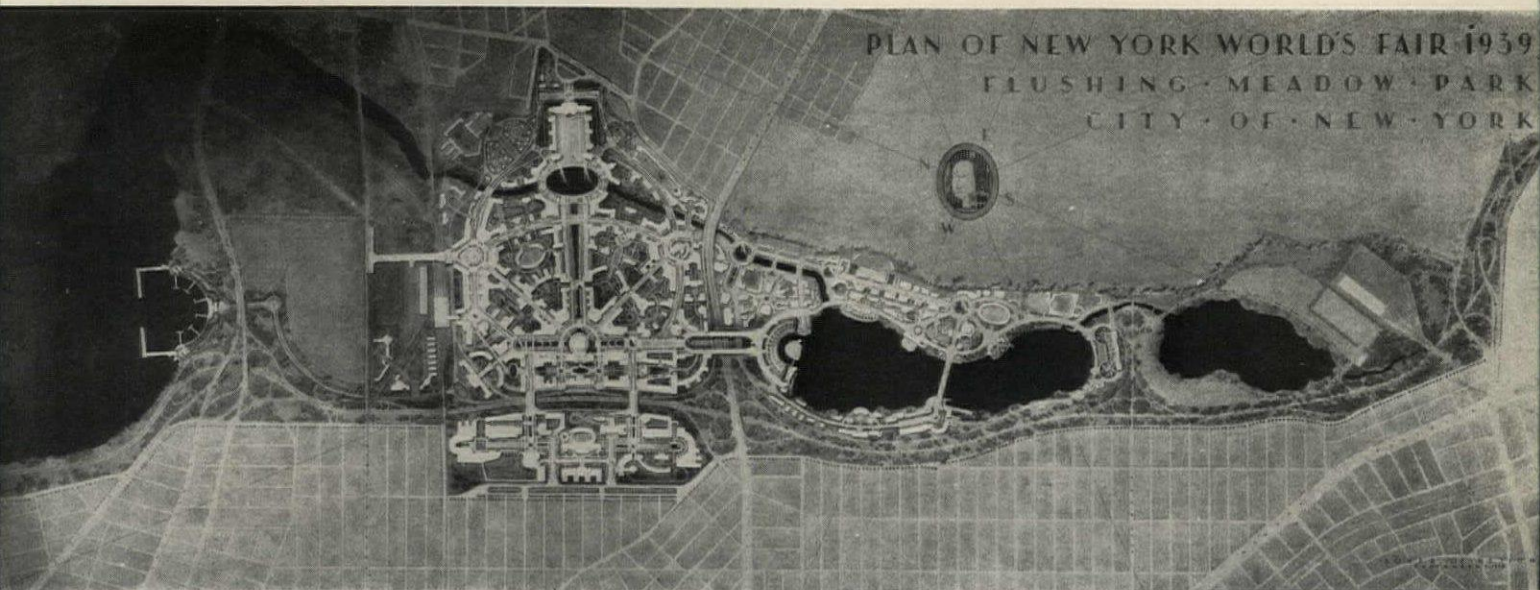 PLAN OF NEW YORK WORLD'S FAIR 1939
FLUSHING · MEADOW · PARK
CITY · OF · NEW · YORK
E
N
S
W